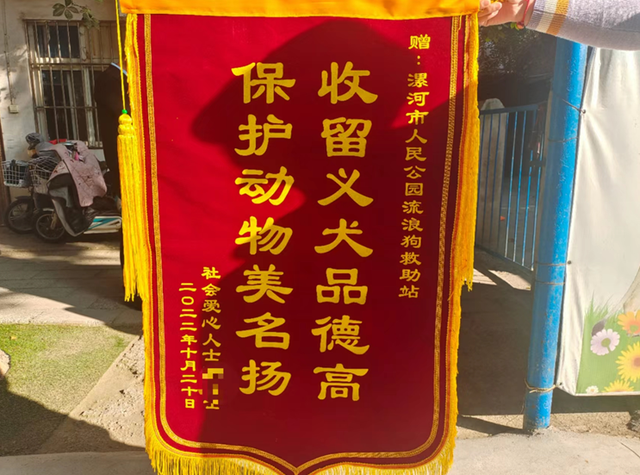 赠：漯河市人民公园流浪狗救助站
收留义犬品德高
保护动物美名扬
社会爱心人士
二〇二二年十月二十日